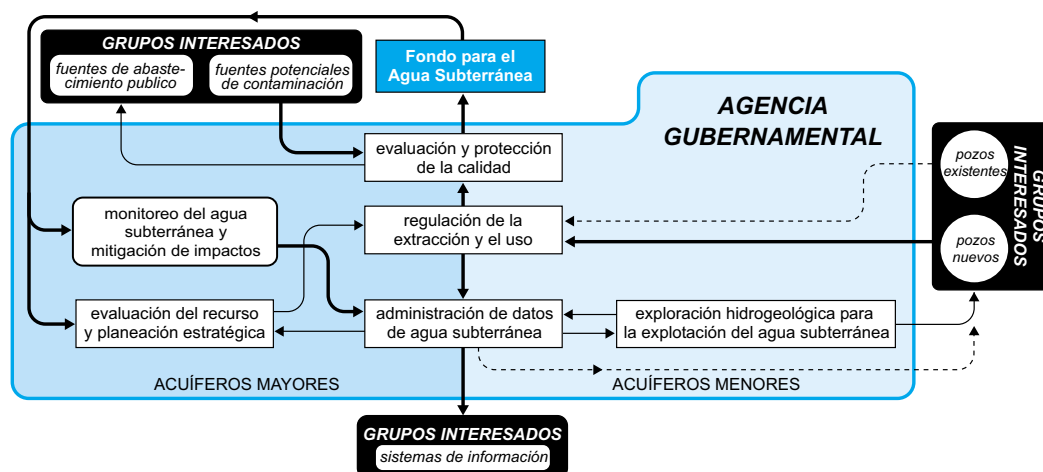 GRUPOS INTERESADOS
fuentes de abaste-
cimiento publico
fuentes potenciales
de contaminación
Fondo para el
Agua Subterránea
AGENCIA
GUBERNAMENTAL
evaluación y protección
de la calidad
pozos
existentes
GRUPOS
INTERESADOS
monitoreo del agua
subterránea y
mitigación de impactos
regulación de la
extracción y el uso
pozos
nuevos
evaluación del recurso
y planeación estratégica
administración de datos
de agua subterránea
exploración hidrogeológica para
la explotación del agua subterránea
ACUÍFEROS MAYORES
ACUÍFEROS MENORES
GRUPOS INTERESADOS
sistemas de información